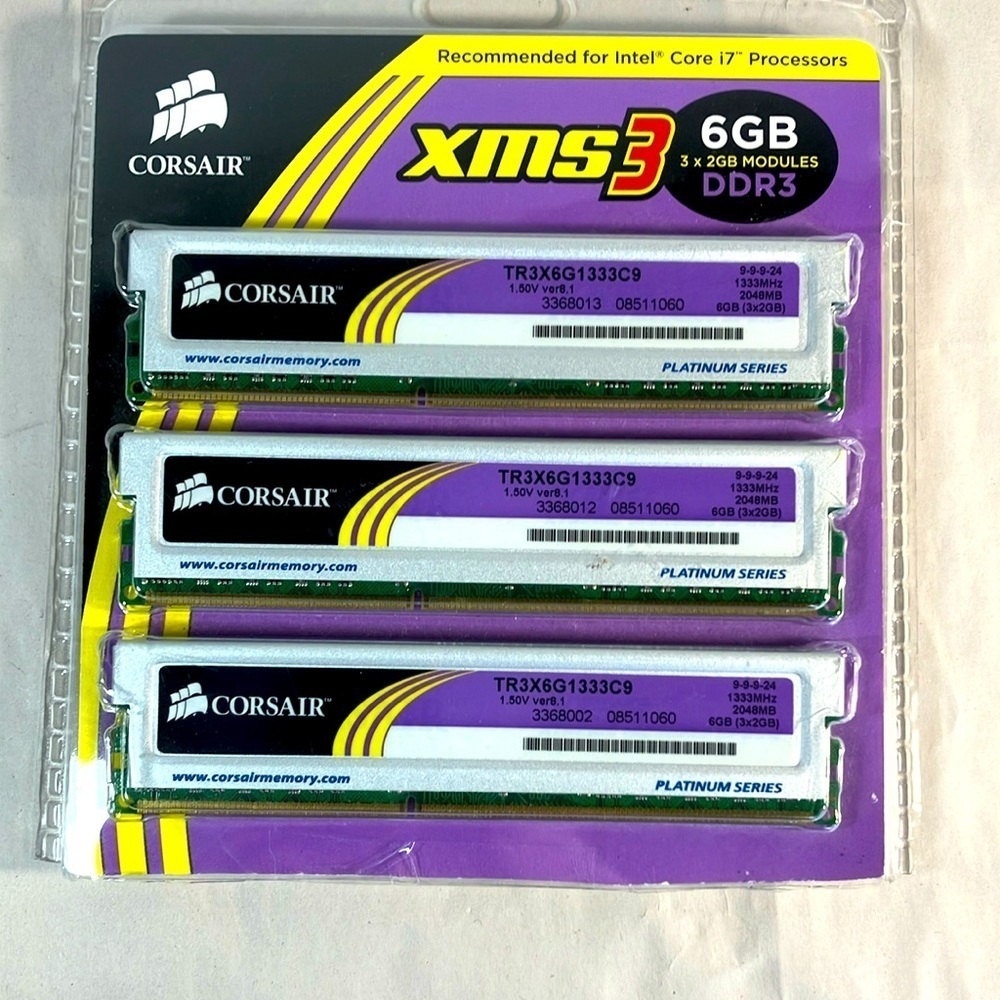 Recommended for Intel® Core i7™ Processors
CORSAIR™
xms3
6GB
3 x 2GB MODULES
DDR3
CORSAIR™
TR3X6G1333C9
1.50V ver8.1
3368013 08511060
9-9-9-24
1333MHz
2048MB
6GB (3x2GB)
www.corsairmemory.com
PLATINUM SERIES
CORSAIR™
TR3X6G1333C9
1.50V ver8.1
3368012 08511060
9-9-9-24
1333MHz
2048MB
6GB (3x2GB)
www.corsairmemory.com
PLATINUM SERIES
CORSAIR™
TR3X6G1333C9
1.50V ver8.1
3368002 08511060
9-9-9-24
1333MHz
2048MB
6GB (3x2GB)
www.corsairmemory.com
PLATINUM SERIES